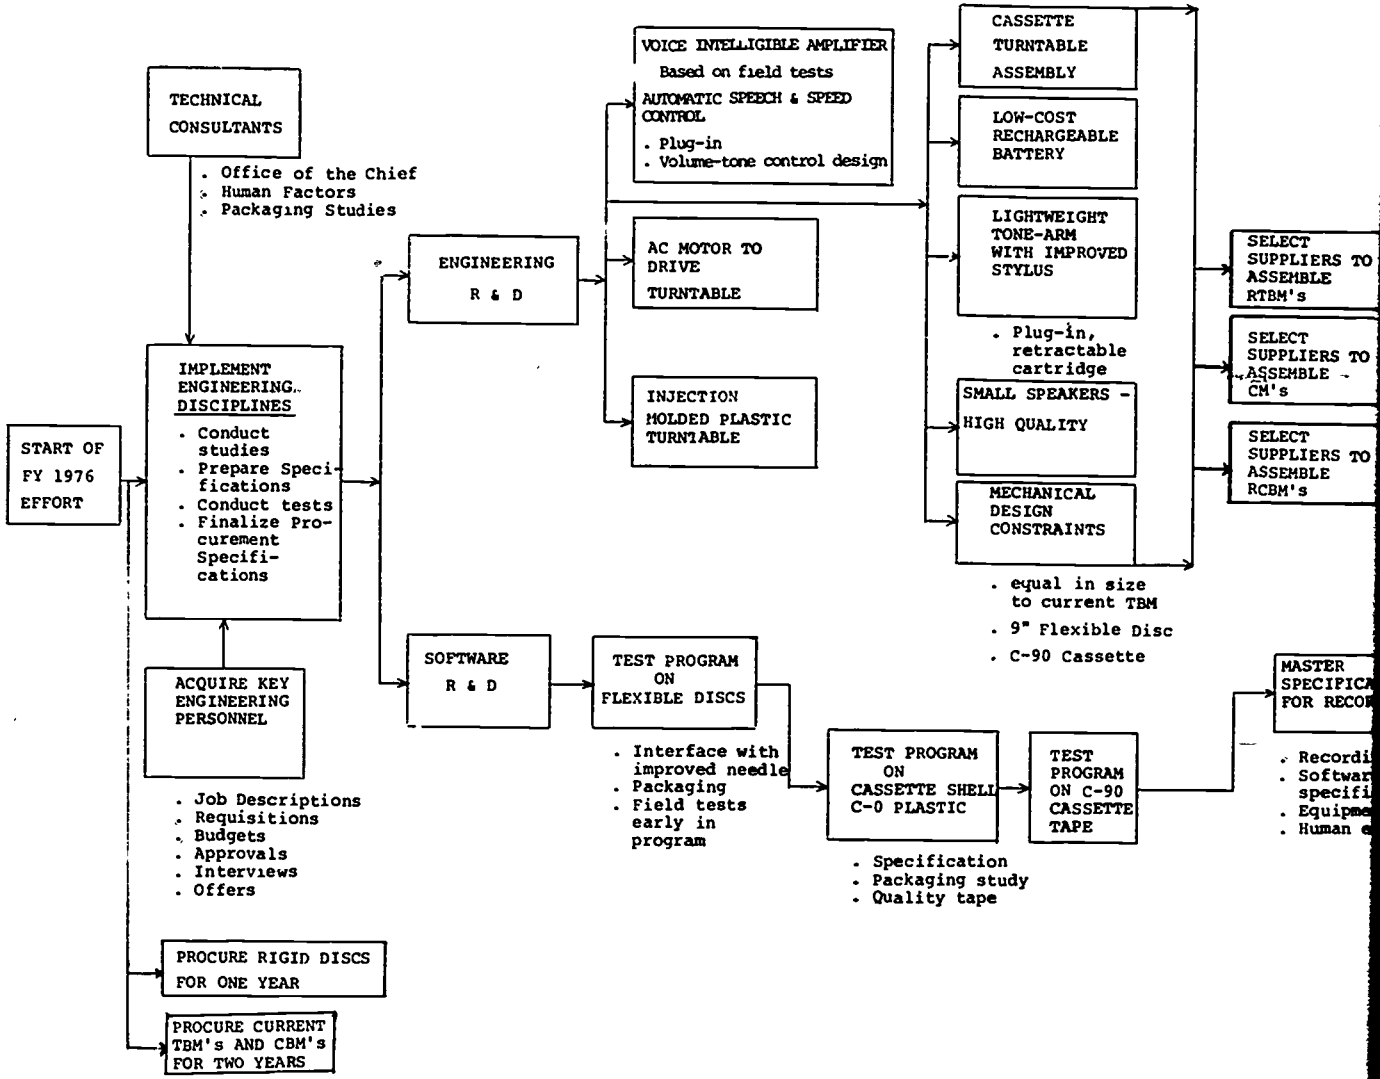 TECHNICAL
CONSULTANTS
. Office of the Chief
. Human Factors
. Packaging Studies
START OF
FY 1976
EFFORT
IMPLEMENT
ENGINEERING
DISCIPLINES
. Conduct
studies
. Prepare Speci-
fications
. Conduct tests
. Finalize Pro-
curement
Specifi-
cations
ACQUIRE KEY
ENGINEERING
PERSONNEL
. Job Descriptions
. Requisitions
. Budgets
. Approvals
. Interviews
. Offers
PROCURE RIGID DISCS
FOR ONE YEAR
PROCURE CURRENT
TBM's AND CBM's
FOR TWO YEARS
ENGINEERING
R & D
VOICE INTELLIGIBLE AMPLIFIER
Based on field tests
AUTOMATIC SPEECH & SPEED
CONTROL
. Plug-in
. Volume-tone control design
AC MOTOR TO
DRIVE
TURNTABLE
INJECTION
MOLDED PLASTIC
TURNTABLE
CASSETTE
TURNTABLE
ASSEMBLY
LOW-COST
RECHARGEABLE
BATTERY
LIGHTWEIGHT
TONE-ARM
WITH IMPROVED
STYLUS
. Plug-in,
retractable
cartridge
SMALL SPEAKERS -
HIGH QUALITY
MECHANICAL
DESIGN
CONSTRAINTS
. equal in size
to current TBM
. 9" Flexible Disc
. C-90 Cassette
SELECT
SUPPLIERS TO
ASSEMBLE
RTBM's
SELECT
SUPPLIERS TO
ASSEMBLE
CM's
SELECT
SUPPLIERS TO
ASSEMBLE
RCBM's
SOFTWARE
R & D
TEST PROGRAM
ON
FLEXIBLE DISCS
. Interface with
improved needle
. Packaging
. Field tests
early in
program
TEST PROGRAM
ON
CASSETTE SHELL
C-0 PLASTIC
. Specification
. Packaging study
. Quality tape
TEST
PROGRAM
ON C-90
CASSETTE
TAPE
MASTER
SPECIFICA
FOR RECOR
. Recordi
. Softwar
specifi
. Equipme
. Human e